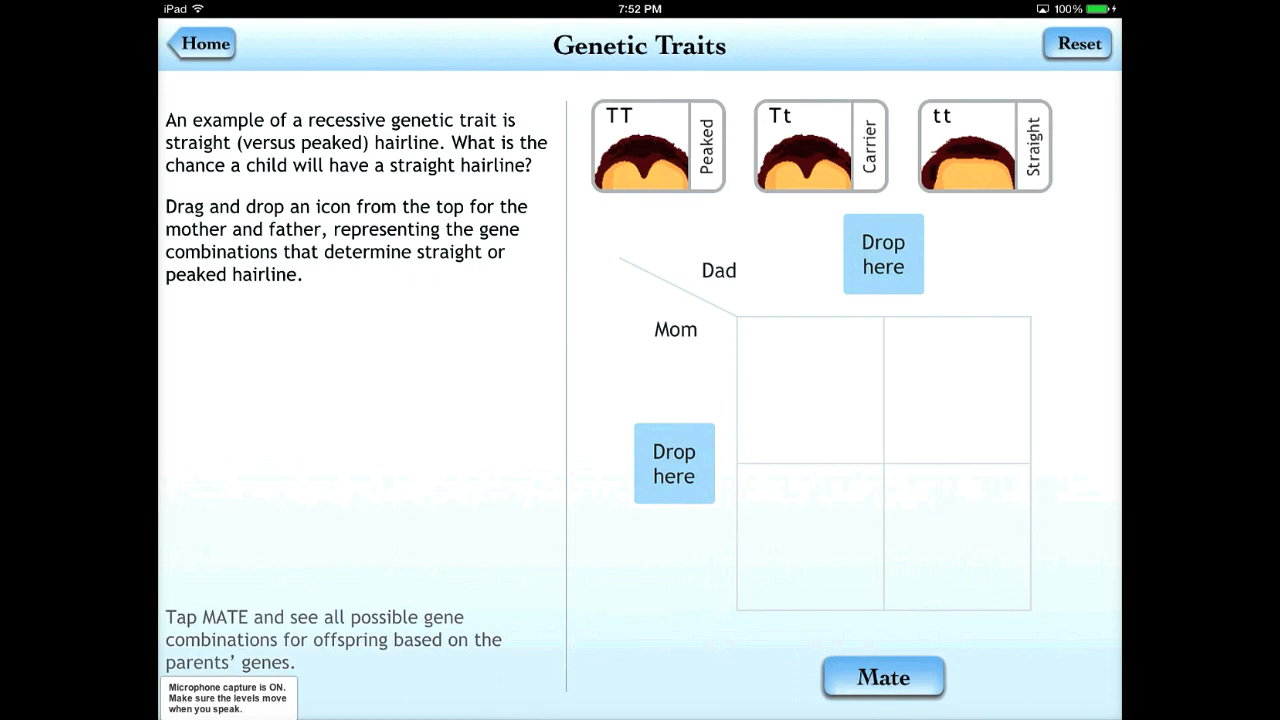 iPad
7:52 PM
100%
Home
Genetic Traits
Reset
An example of a recessive genetic trait is
straight (versus peaked) hairline. What is the
chance a child will have a straight hairline?
Drag and drop an icon from the top for the
mother and father, representing the gene
combinations that determine straight or
peaked hairline.
TT
Peaked
Tt
Carrier
tt
Straight
Drop
here
Dad
Mom
Drop
here
Tap MATE and see all possible gene
combinations for offspring based on the
parents' genes.
Mate
Microphone capture is ON.
Make sure the levels move
when you speak.